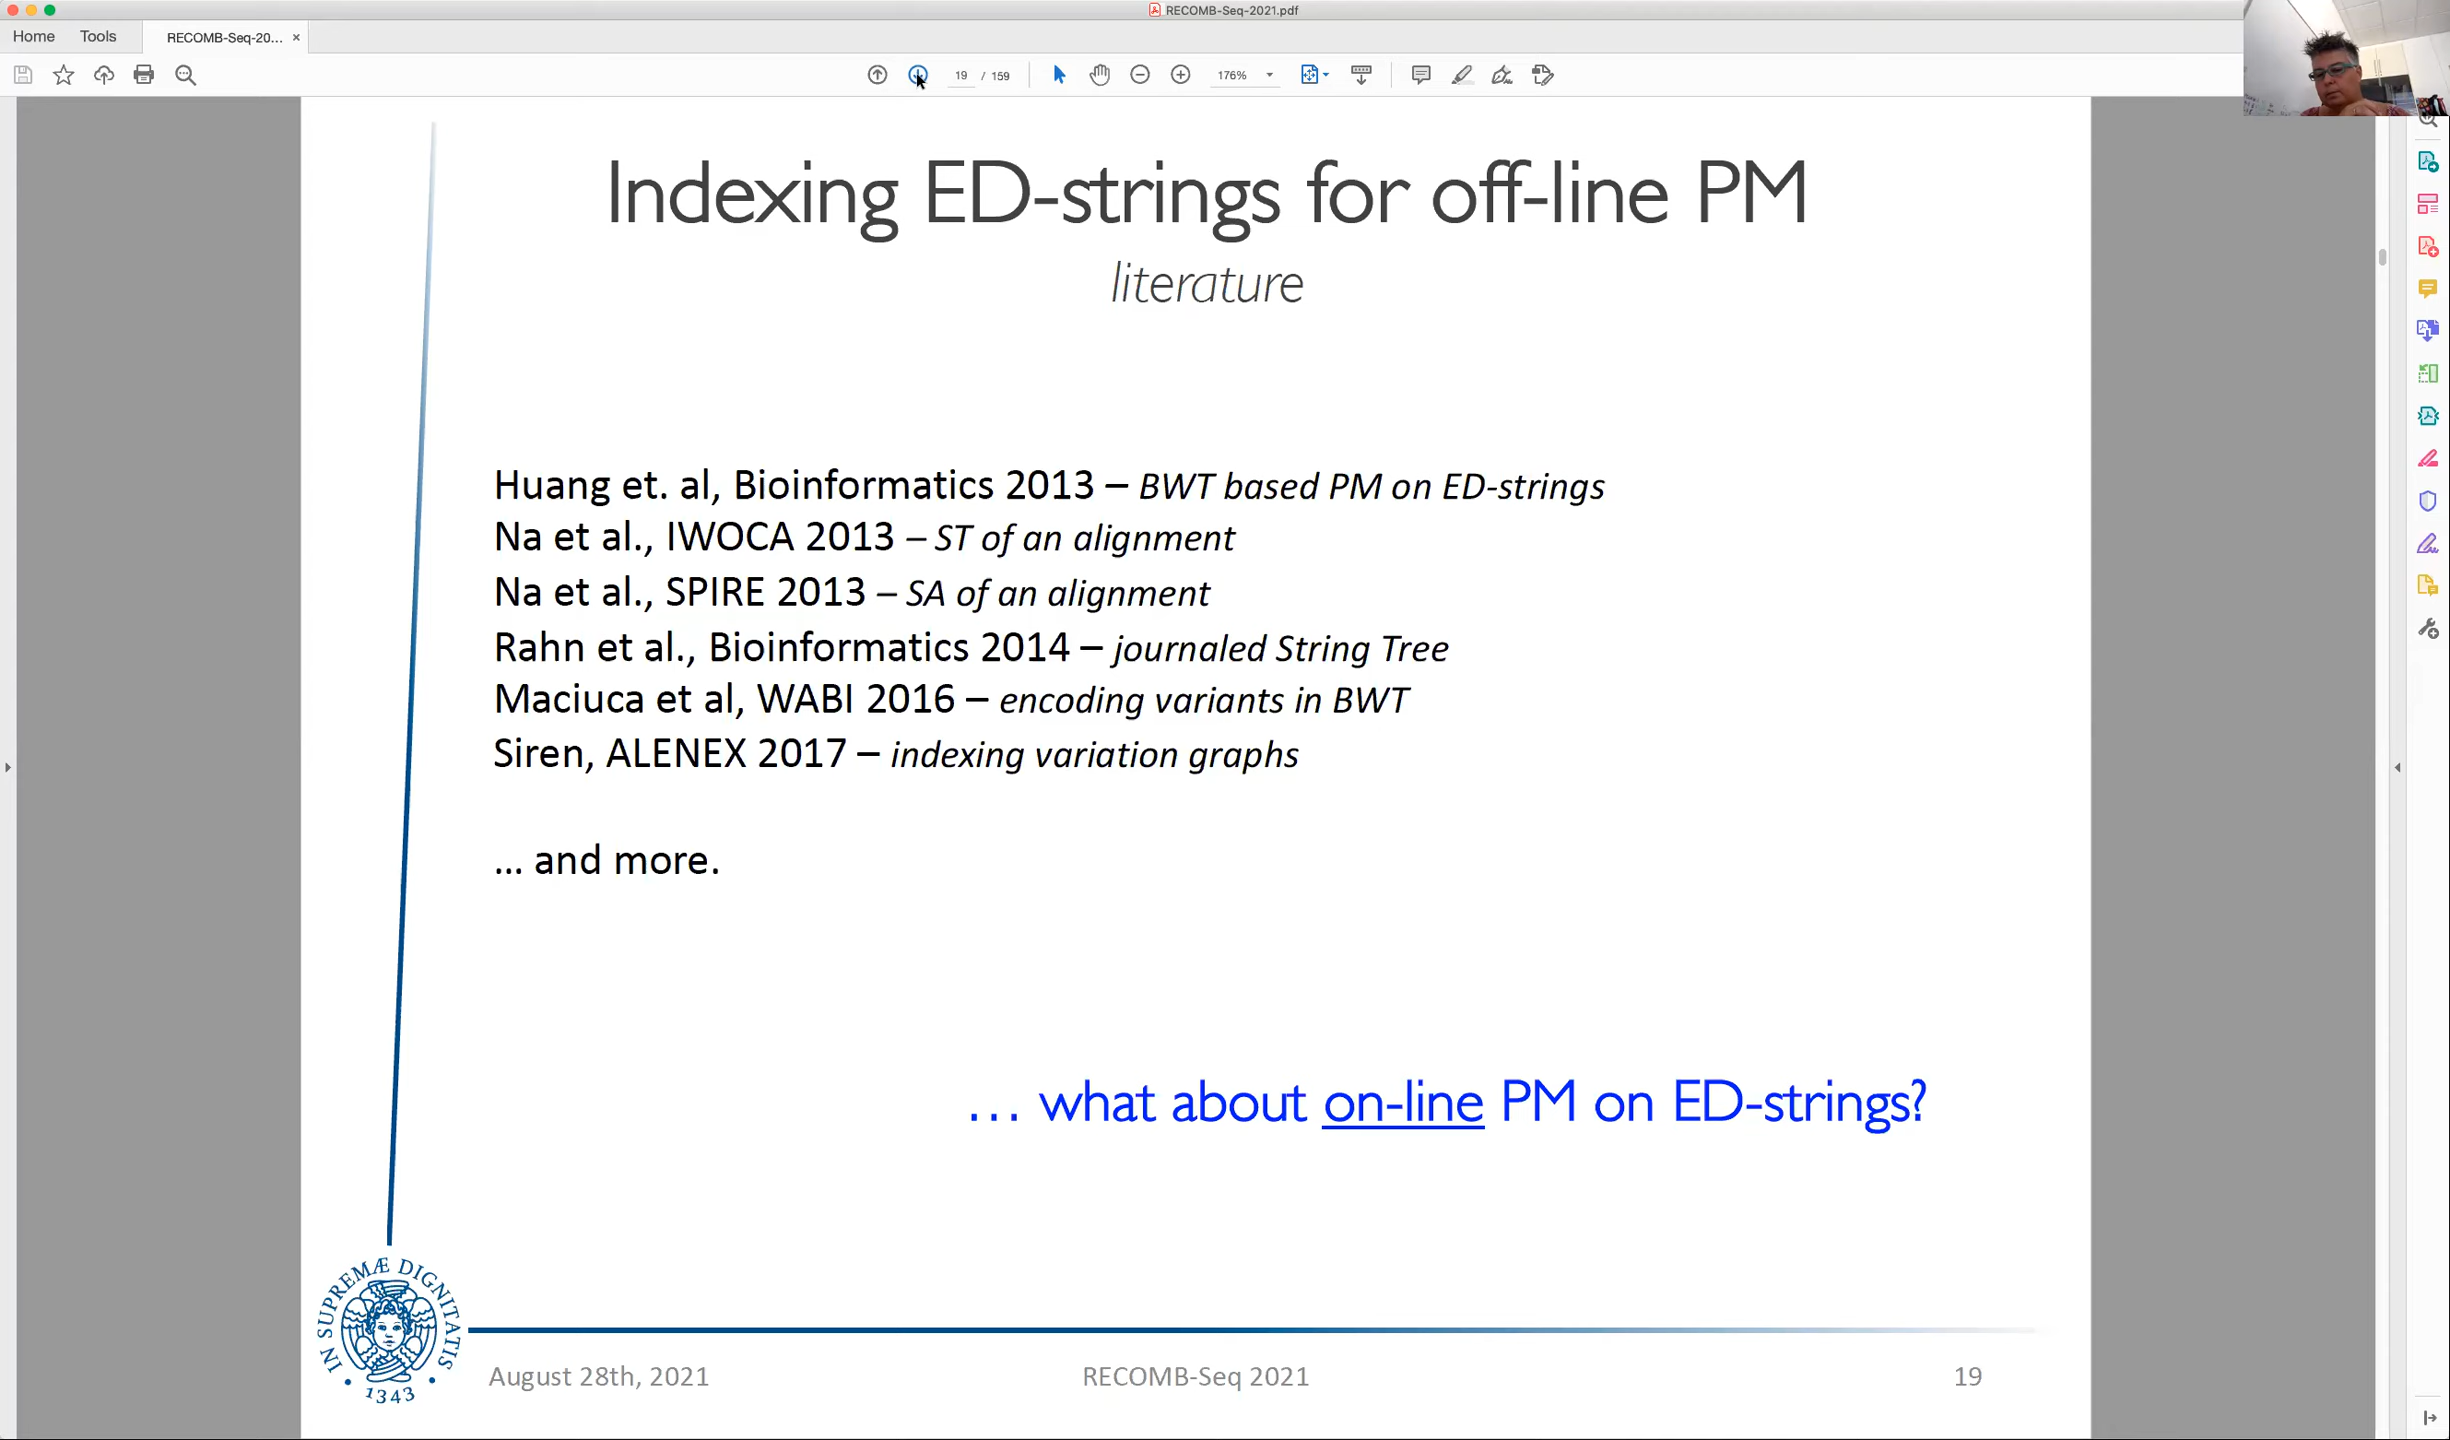 RECOMB-Seq-2021.pdf
Home Tools RECOMB-Seq-20... ×
19 / 159 176%
Indexing ED-strings for off-line PM
literature
Huang et. al, Bioinformatics 2013 – BWT based PM on ED-strings
Na et al., IWOCA 2013 – ST of an alignment
Na et al., SPIRE 2013 – SA of an alignment
Rahn et al., Bioinformatics 2014 – journaled String Tree
Maciuca et al, WABI 2016 – encoding variants in BWT
Siren, ALENEX 2017 – indexing variation graphs
... and more.
... what about on-line PM on ED-strings?
IN SUPREMÆ DIGNITATIS
· 1343 ·
August 28th, 2021 RECOMB-Seq 2021 19